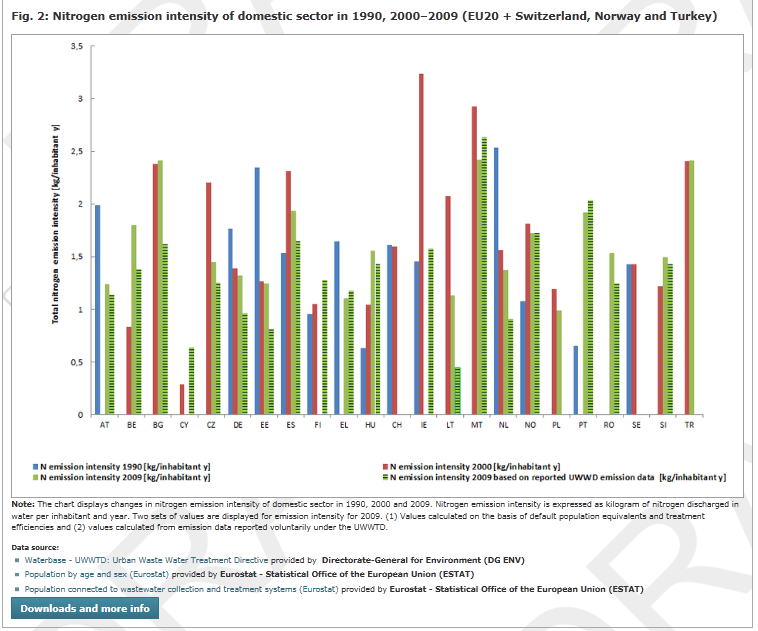 Fig. 2: Nitrogen emission intensity of domestic sector in 1990, 2000–2009 (EU20 + Switzerland, Norway and Turkey)
3,5
3
2,5
2
1,5
1
0,5
0
Total nitrogen emission intensity [kg/inhabitant y]
AT BE BG CY CZ DE EE ES FI EL HU CH IE LT MT NL NO PL PT RO SE SI TR
N emission intensity 1990 [kg/inhabitant y]
N emission intensity 2000 [kg/inhabitant y]
N emission intensity 2009 [kg/inhabitant y]
N emission intensity 2009 based on reported UWWD emission data [kg/inhabitant y]
Note: The chart displays changes in nitrogen emission intensity of domestic sector in 1990, 2000 and 2009. Nitrogen emission intensity is expressed as kilogram of nitrogen discharged in
water per inhabitant and year. Two sets of values are displayed for emission intensity for 2009. (1) Values calculated on the basis of default population equivalents and treatment
efficiencies and (2) values calculated from emission data reported voluntarily under the UWWTD.
Data source:
Waterbase - UWWTD: Urban Waste Water Treatment Directive provided by Directorate-General for Environment (DG ENV)
Population by age and sex (Eurostat) provided by Eurostat - Statistical Office of the European Union (ESTAT)
Population connected to wastewater collection and treatment systems (Eurostat) provided by Eurostat - Statistical Office of the European Union (ESTAT)
Downloads and more info